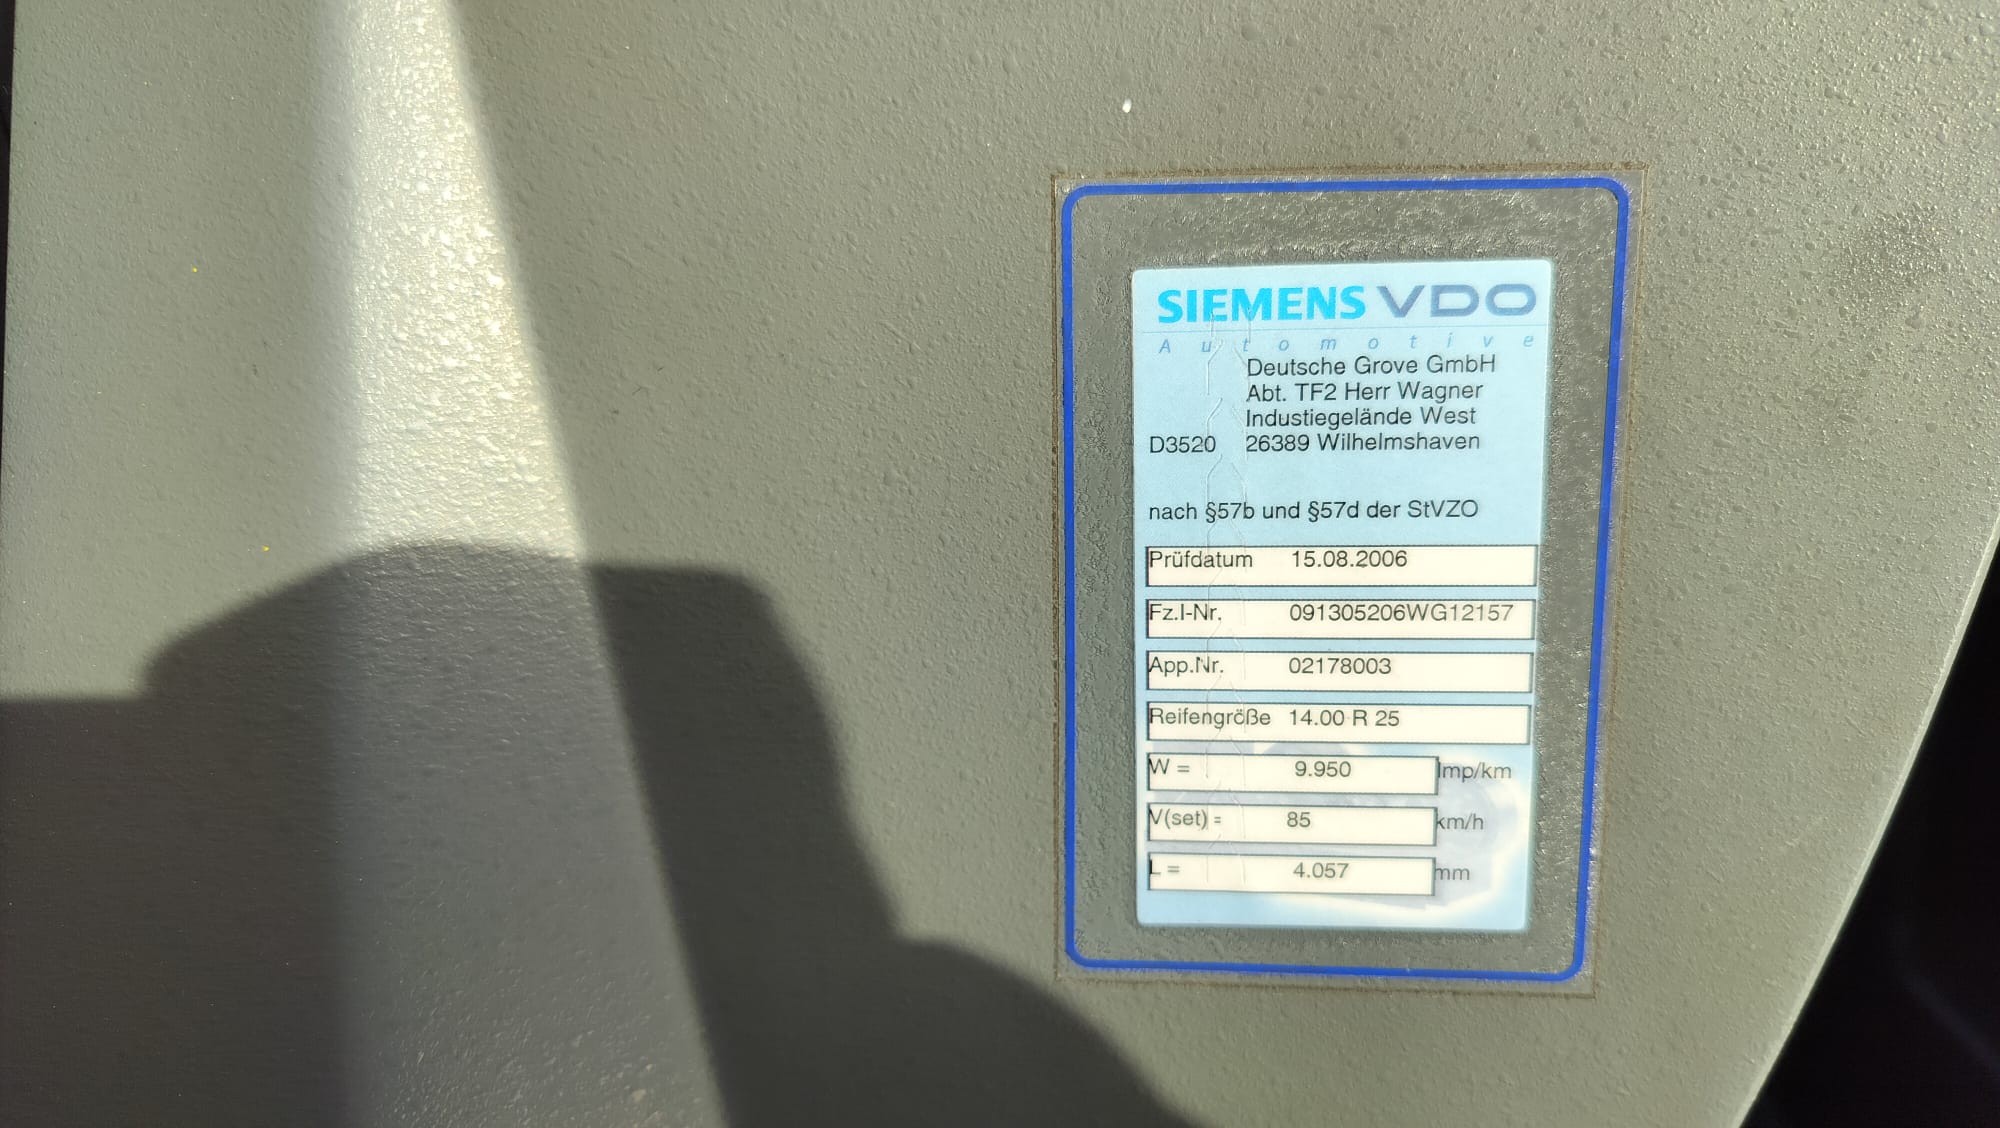 SIEMENS VDO
Automotive
Deutsche Grove GmbH
Abt. TF2 Herr Wagner
Industiegelände West
D3520 26389 Wilhelmshaven
nach §57b und §57d der StVZO
Prüfdatum 15.08.2006
Fz.I-Nr. 091305206WG12157
App.Nr. 02178003
Reifengröße 14.00 R 25
W = 9.950 Imp/km
V(set) = 85 km/h
L = 4.057 mm